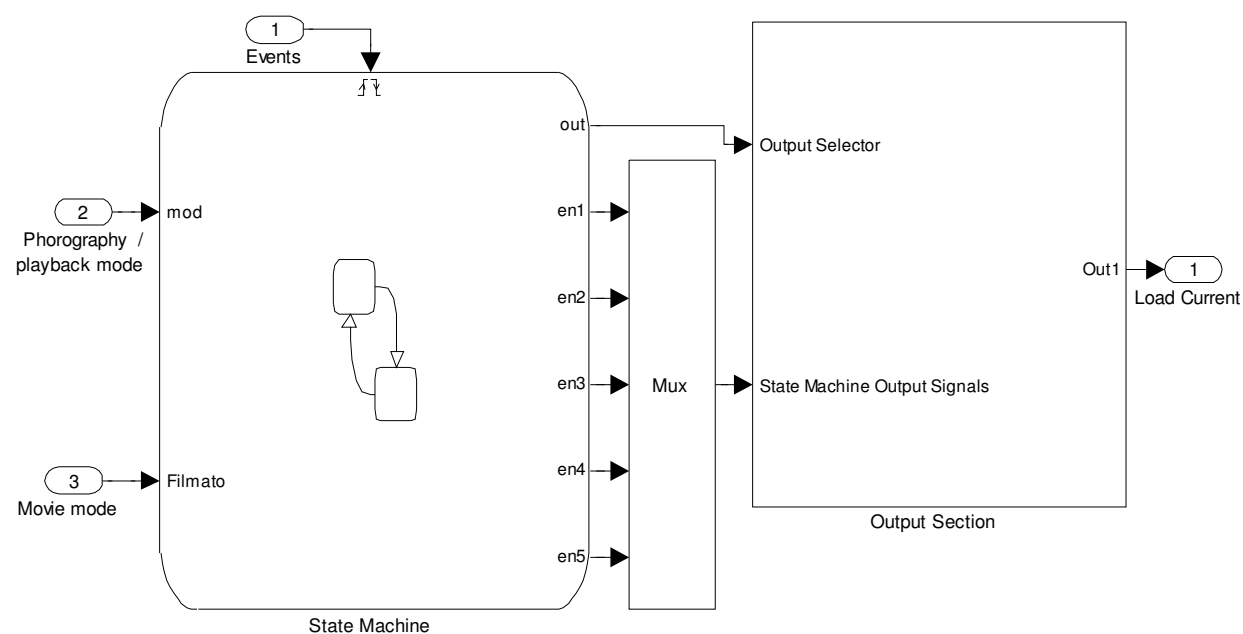 1
Events
out
Output Selector
2
mod
Phorography /
playback mode
en1
en2
Out1
1
Load Current
en3
Mux
State Machine Output Signals
en4
3
Filmato
Movie mode
Output Section
en5
State Machine